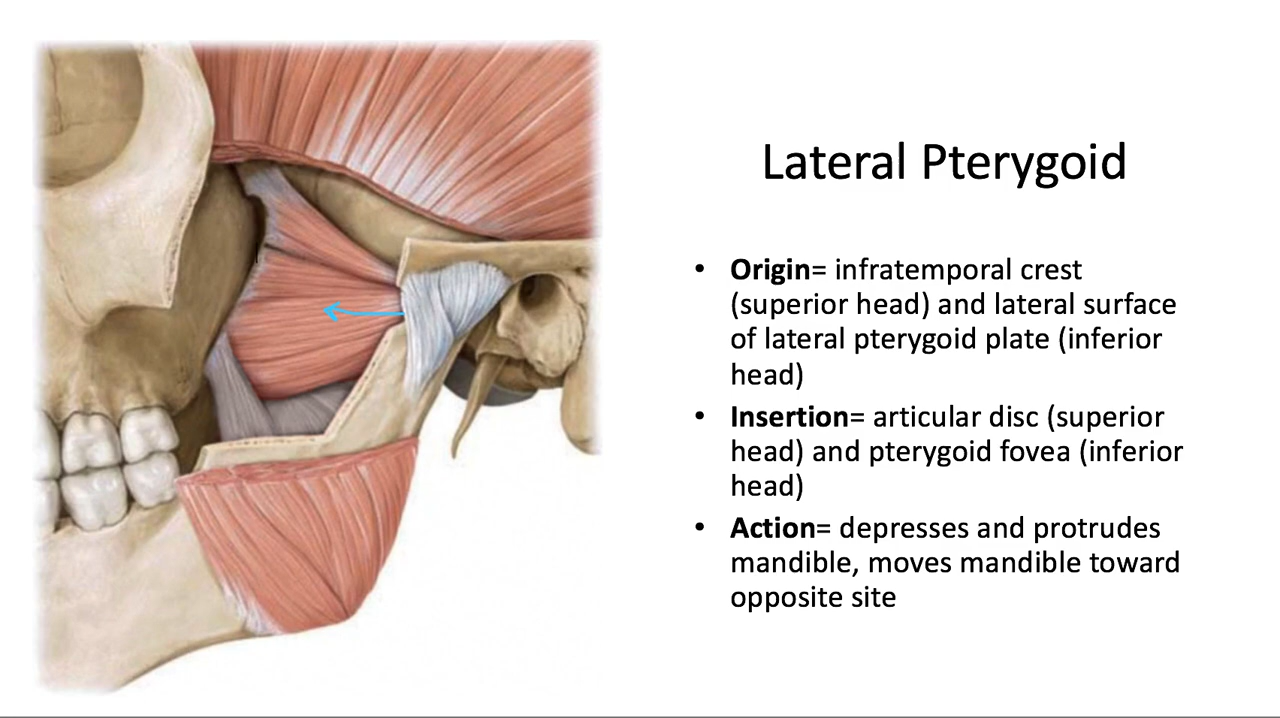 Lateral Pterygoid
• Origin= infratemporal crest
(superior head) and lateral surface
of lateral pterygoid plate (inferior
head)
• Insertion= articular disc (superior
head) and pterygoid fovea (inferior
head)
• Action= depresses and protrudes
mandible, moves mandible toward
opposite site